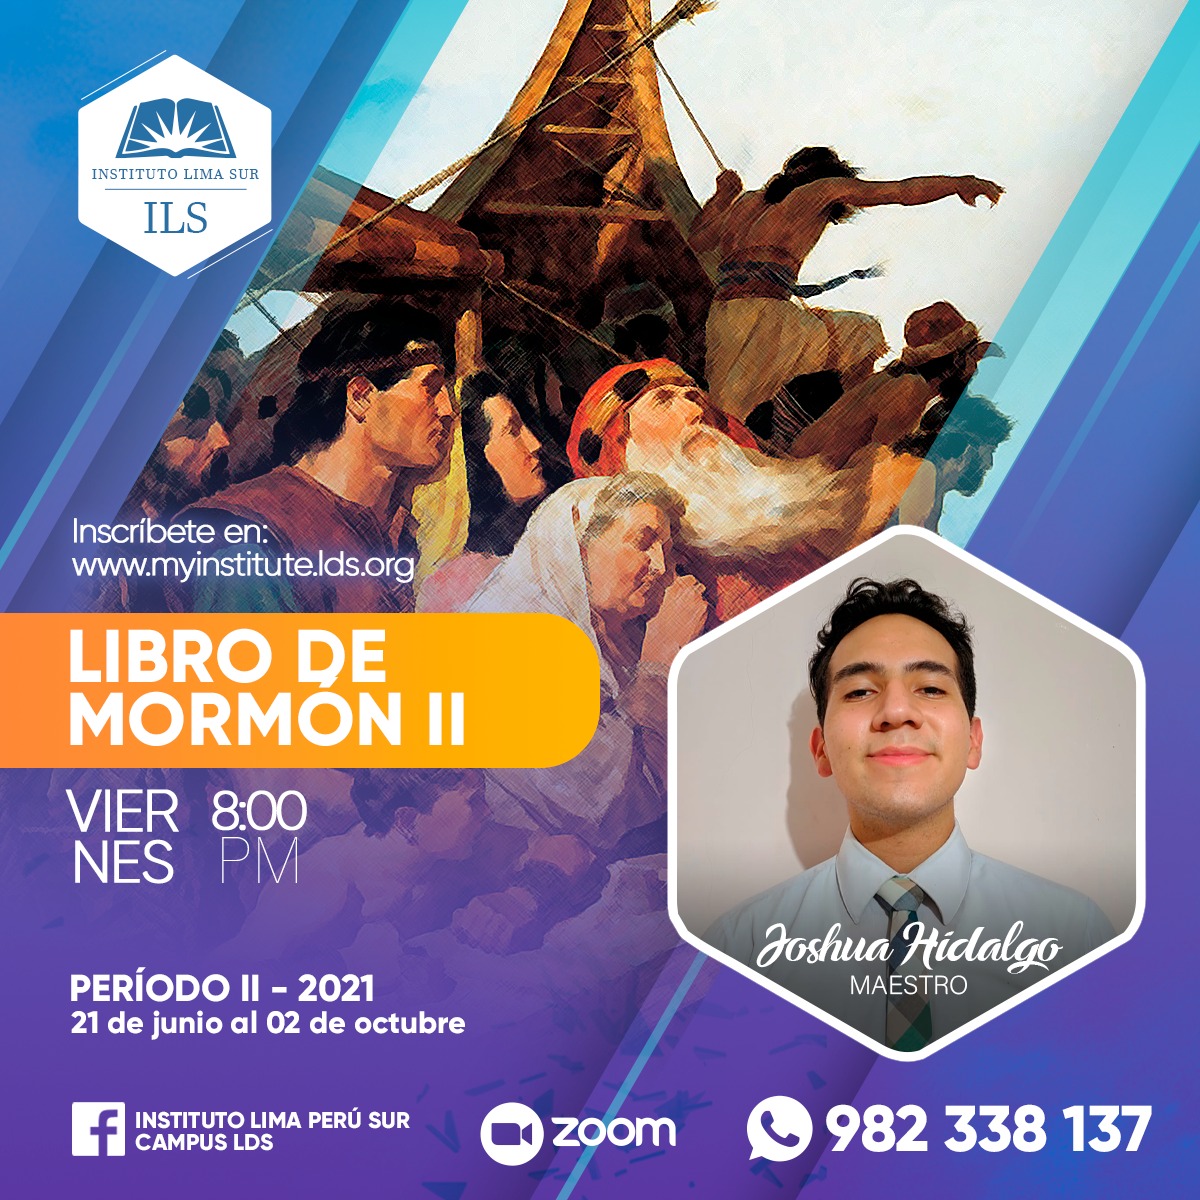 INSTITUTO LIMA SUR
ILS
Inscríbete en:
www.myinstitute.lds.org
LIBRO DE
MORMÓN II
VIER
NES
8:00
PM
Joshua Hidalgo
MAESTRO
PERÍODO II - 2021
21 de junio al 02 de octubre
INSTITUTO LIMA PERÚ SUR
CAMPUS LDS
zoom
982 338 137